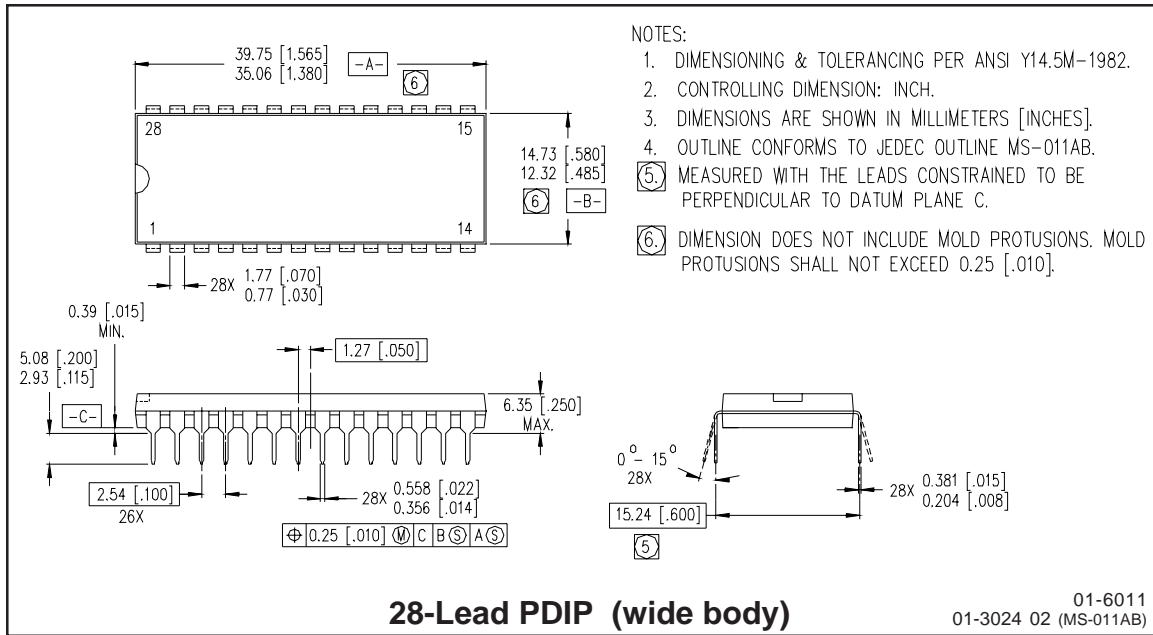 39.75 [1.565]
35.06 [1.380]
-A-
6
28
15
1
14
14.73 [.580]
12.32 [.485]
6
-B-
28X 1.77 [.070]
0.77 [.030]
NOTES:
1. DIMENSIONING & TOLERANCING PER ANSI Y14.5M-1982.
2. CONTROLLING DIMENSION: INCH.
3. DIMENSIONS ARE SHOWN IN MILLIMETERS [INCHES].
4. OUTLINE CONFORMS TO JEDEC OUTLINE MS-011AB.
5. MEASURED WITH THE LEADS CONSTRAINED TO BE
PERPENDICULAR TO DATUM PLANE C.
6. DIMENSION DOES NOT INCLUDE MOLD PROTUSIONS. MOLD
PROTUSIONS SHALL NOT EXCEED 0.25 [.010].
0.39 [.015]
MIN.
5.08 [.200]
2.93 [.115]
-C-
1.27 [.050]
6.35 [.250]
MAX.
2.54 [.100]
26X
28X 0.558 [.022]
0.356 [.014]
⌖ 0.25 [.010] Ⓜ C B Ⓢ A Ⓢ
0° - 15°
28X
28X 0.381 [.015]
0.204 [.008]
15.24 [.600]
5
28-Lead PDIP (wide body)
01-6011
01-3024 02 (MS-011AB)